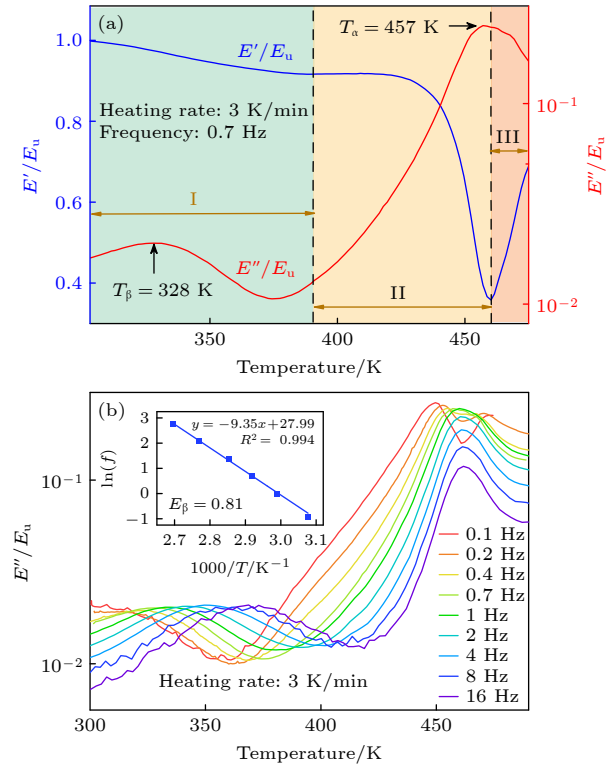 (a)
T_α = 457 K
E′/E_u
Heating rate: 3 K/min
Frequency: 0.7 Hz
I
II
III
E″/E_u
T_β = 328 K
1.0
0.8
0.6
0.4
E′/E_u
10⁻¹
10⁻²
E″/E_u
350
400
450
Temperature/K
(b)
y = −9.35x+27.99
R² = 0.994
E_β = 0.81
3
2
1
0
−1
ln(f)
2.7 2.8 2.9 3.0 3.1
1000/T/K⁻¹
0.1 Hz
0.2 Hz
0.4 Hz
0.7 Hz
1 Hz
2 Hz
4 Hz
8 Hz
16 Hz
Heating rate: 3 K/min
10⁻¹
10⁻²
E″/E_u
300 350 400 450
Temperature/K